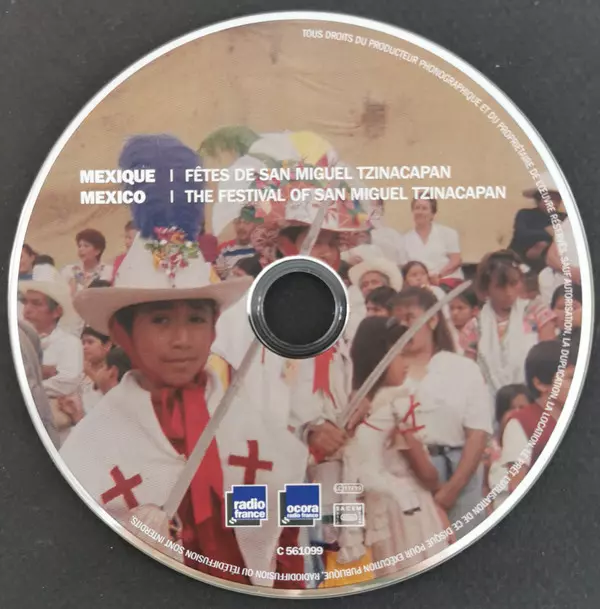 TOUS DROITS DU PRODUCTEUR PHONOGRAPHIQUE ET DU PROPRIÉTAIRE DE L'ŒUVRE RÉSERVÉS. SAUF AUTORISATION, LA DUPLICATION, LA LOCATION, LE PRÊT, L'UTILISATION DE CE DISQUE POUR EXÉCUTION PUBLIQUE, RADIODIFFUSION OU TÉLÉDIFFUSION SONT INTERDITS.
MEXIQUE | FÊTES DE SAN MIGUEL TZINACAPAN
MEXICO | THE FESTIVAL OF SAN MIGUEL TZINACAPAN
radio
france
ocora
radio france
SACEM
C 561099